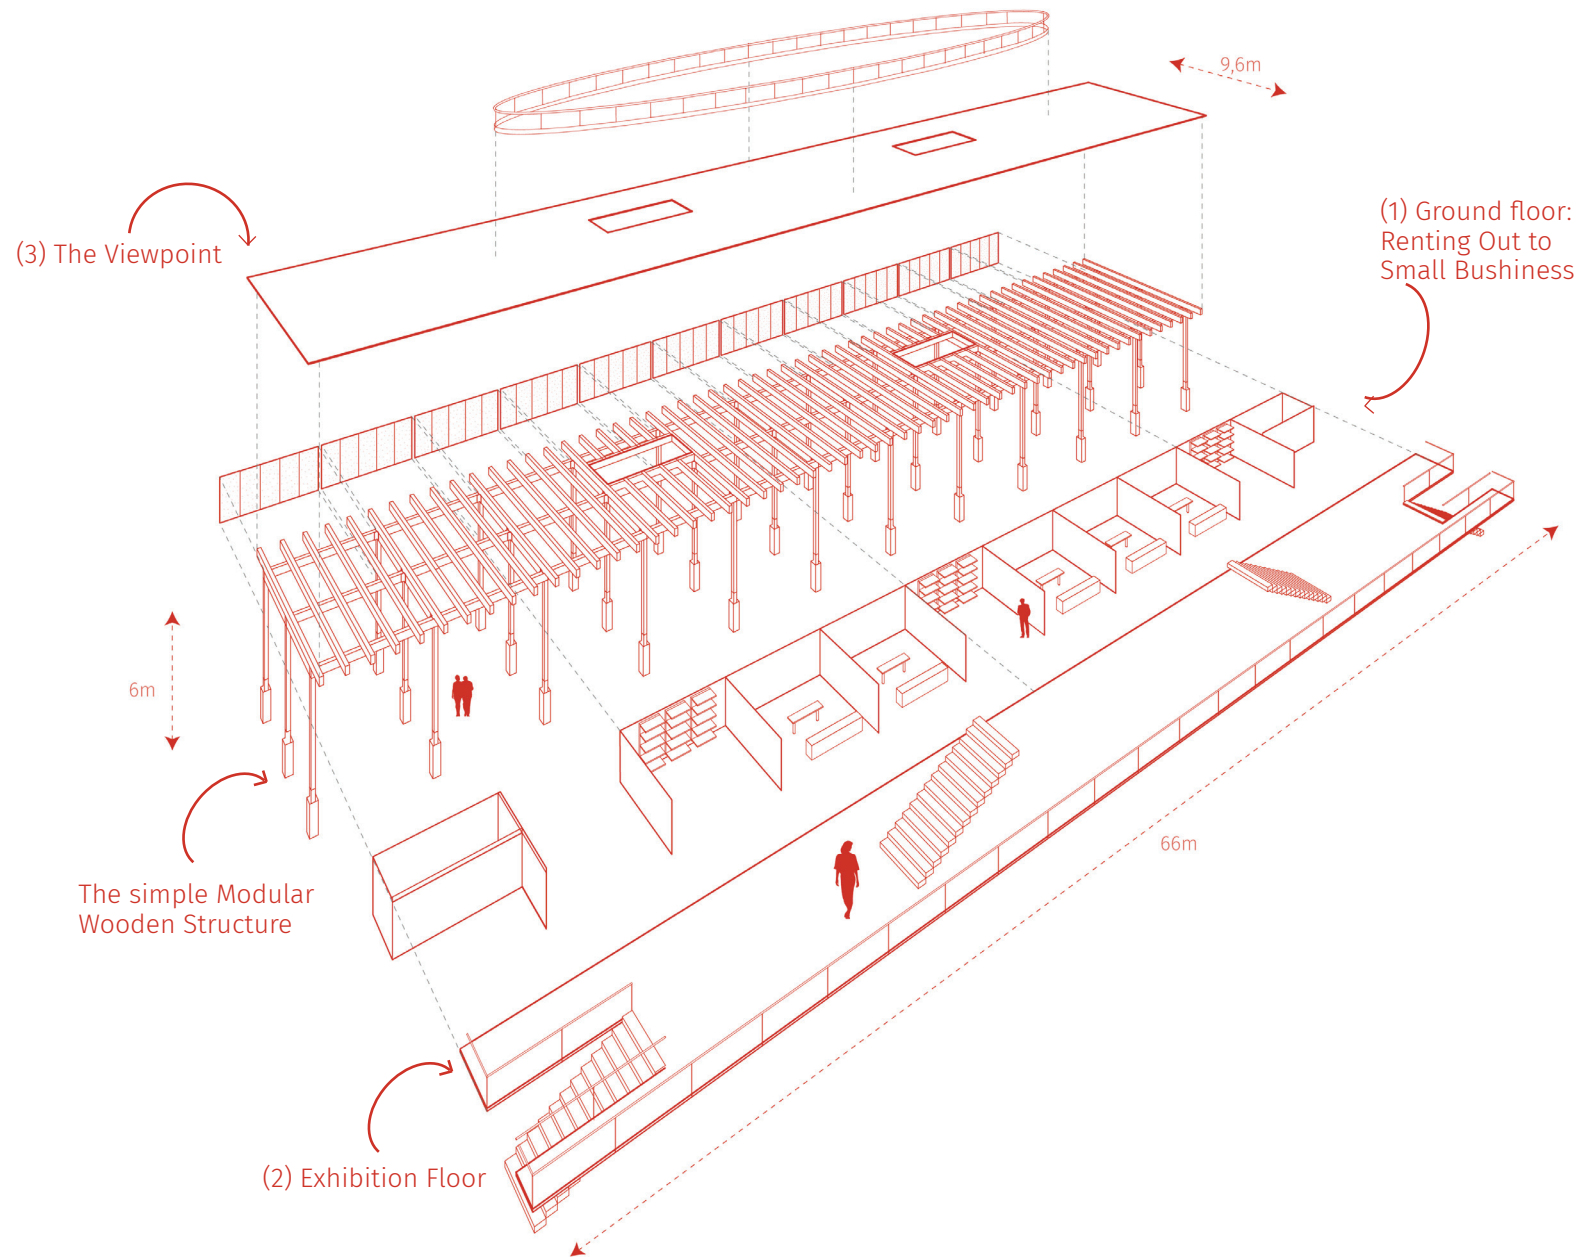 9,6m
(3) The Viewpoint
(1) Ground floor:
Renting Out to
Small Bushiness
6m
66m
The simple Modular
Wooden Structure
(2) Exhibition Floor